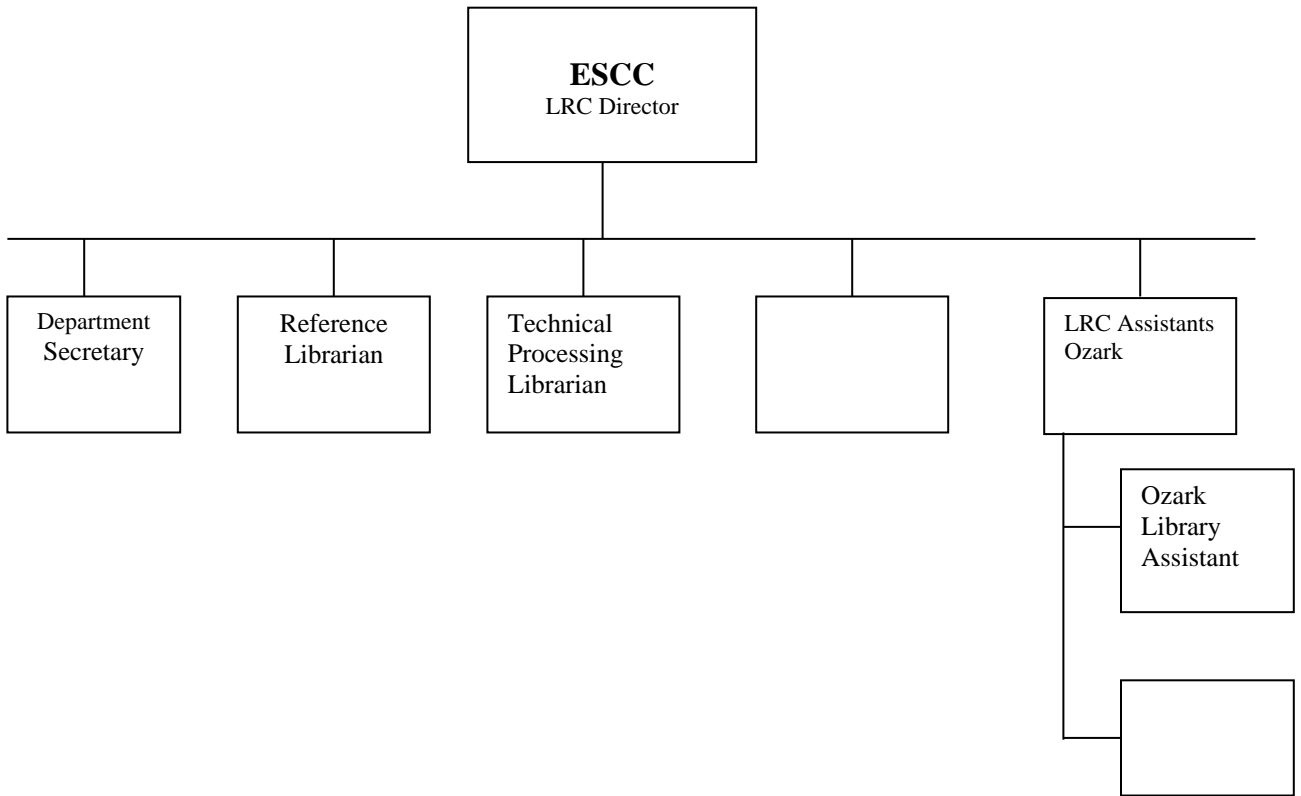 ESCC
LRC Director
Department
Secretary
Reference
Librarian
Technical
Processing
Librarian
LRC Assistants
Ozark
Ozark
Library
Assistant